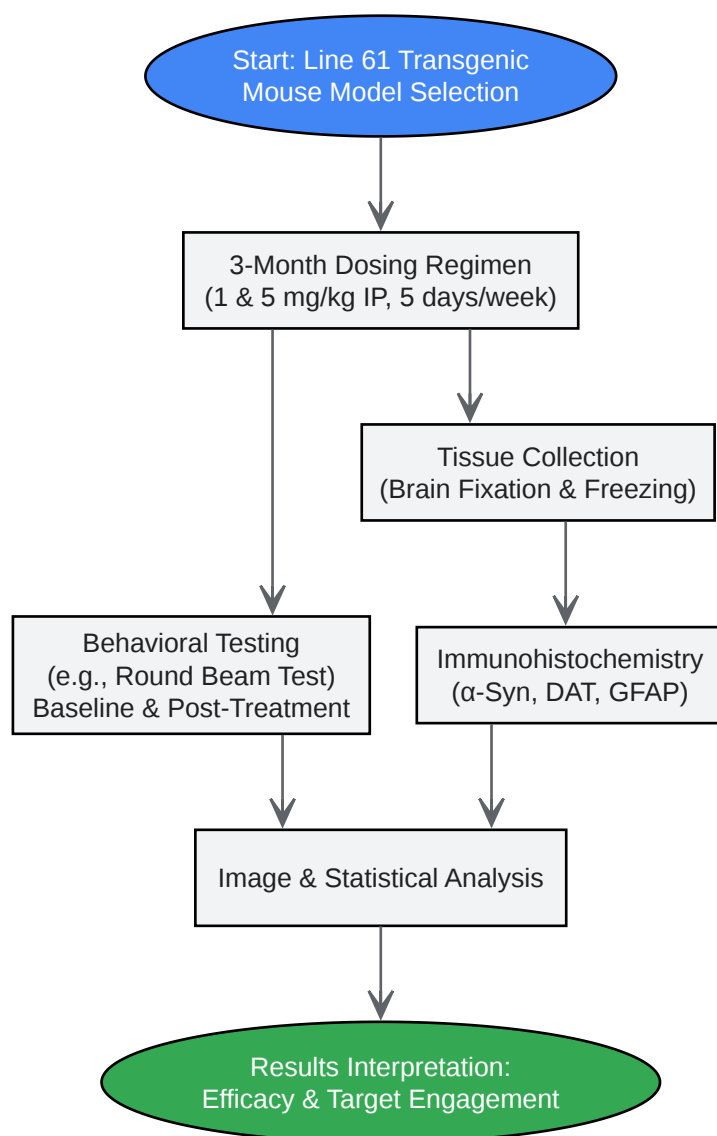 Start: Line 61 Transgenic
Mouse Model Selection
3-Month Dosing Regimen
(1 & 5 mg/kg IP, 5 days/week)
Tissue Collection
(Brain Fixation & Freezing)
Behavioral Testing
(e.g., Round Beam Test)
Baseline & Post-Treatment
Immunohistochemistry
(α-Syn, DAT, GFAP)
Image & Statistical Analysis
Results Interpretation:
Efficacy & Target Engagement